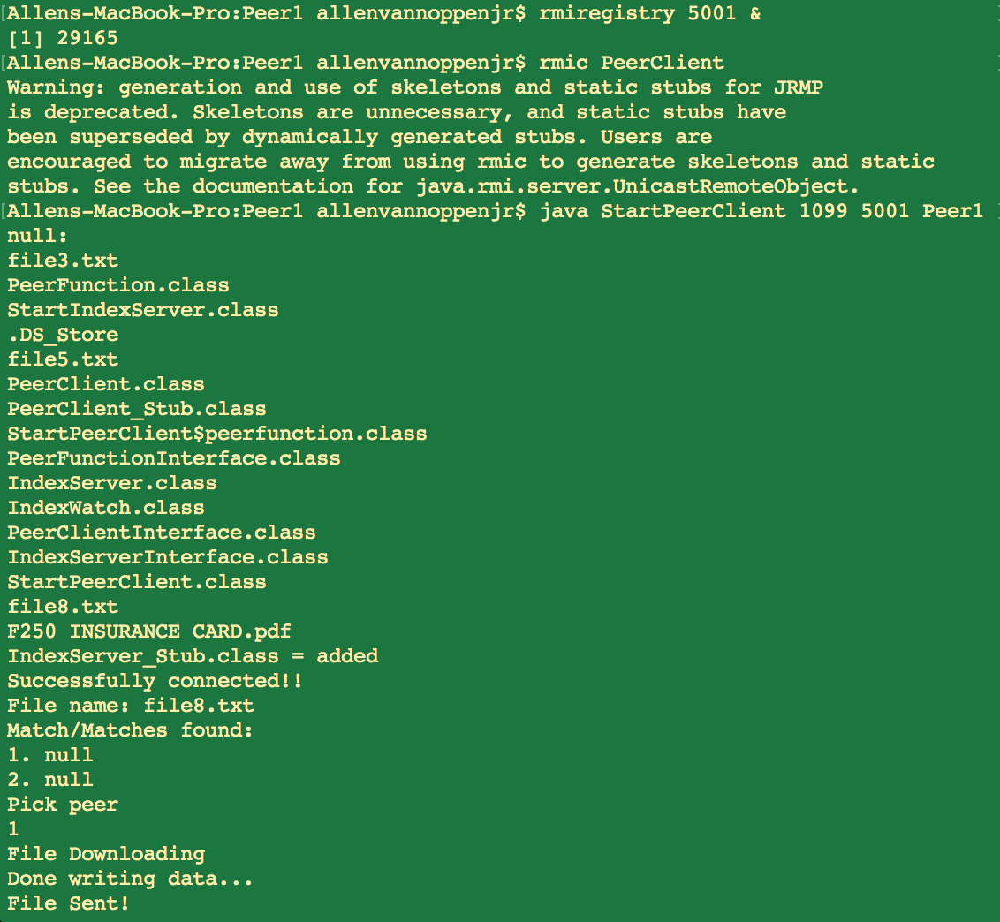 [Allens-MacBook-Pro:Peer1 allenvannoppenjr$ rmiregistry 5001 &
[1] 29165
[Allens-MacBook-Pro:Peer1 allenvannoppenjr$ rmic PeerClient
Warning: generation and use of skeletons and static stubs for JRMP
is deprecated. Skeletons are unnecessary, and static stubs have
been superseded by dynamically generated stubs. Users are
encouraged to migrate away from using rmic to generate skeletons and static
stubs. See the documentation for java.rmi.server.UnicastRemoteObject.
[Allens-MacBook-Pro:Peer1 allenvannoppenjr$ java StartPeerClient 1099 5001 Peer1
null:
file3.txt
PeerFunction.class
StartIndexServer.class
.DS_Store
file5.txt
PeerClient.class
PeerClient_Stub.class
StartPeerClient$peerfunction.class
PeerFunctionInterface.class
IndexServer.class
IndexWatch.class
PeerClientInterface.class
IndexServerInterface.class
StartPeerClient.class
file8.txt
F250 INSURANCE CARD.pdf
IndexServer_Stub.class = added
Successfully connected!!
File name: file8.txt
Match/Matches found:
1. null
2. null
Pick peer
1
File Downloading
Done writing data...
File Sent!